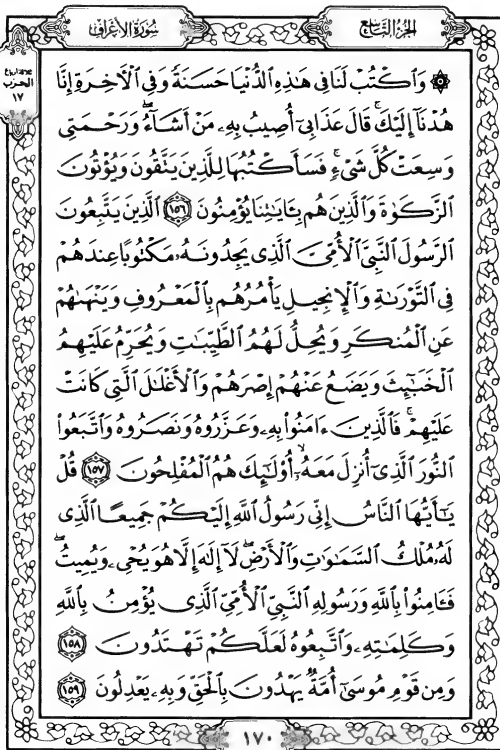 الجزء التاسع
سورة الأعراف
الحزب
١٧
۞ وَٱكۡتُبۡ لَنَا فِي هَٰذِهِ ٱلدُّنۡيَا حَسَنَةٗ وَفِي ٱلۡأٓخِرَةِ إِنَّا
هُدۡنَآ إِلَيۡكَۚ قَالَ عَذَابِيٓ أُصِيبُ بِهِۦ مَنۡ أَشَآءُۖ وَرَحۡمَتِي
وَسِعَتۡ كُلَّ شَيۡءٖۚ فَسَأَكۡتُبُهَا لِلَّذِينَ يَتَّقُونَ وَيُؤۡتُونَ
ٱلزَّكَوٰةَ وَٱلَّذِينَ هُم بِـَٔايَٰتِنَا يُؤۡمِنُونَ ١٥٦ ٱلَّذِينَ يَتَّبِعُونَ
ٱلرَّسُولَ ٱلنَّبِيَّ ٱلۡأُمِّيَّ ٱلَّذِي يَجِدُونَهُۥ مَكۡتُوبًا عِندَهُمۡ
فِي ٱلتَّوۡرَىٰةِ وَٱلۡإِنجِيلِ يَأۡمُرُهُم بِٱلۡمَعۡرُوفِ وَيَنۡهَىٰهُمۡ
عَنِ ٱلۡمُنكَرِ وَيُحِلُّ لَهُمُ ٱلطَّيِّبَٰتِ وَيُحَرِّمُ عَلَيۡهِمُ
ٱلۡخَبَٰٓئِثَ وَيَضَعُ عَنۡهُمۡ إِصۡرَهُمۡ وَٱلۡأَغۡلَٰلَ ٱلَّتِي كَانَتۡ
عَلَيۡهِمۡۚ فَٱلَّذِينَ ءَامَنُواْ بِهِۦ وَعَزَّرُوهُ وَنَصَرُوهُ وَٱتَّبَعُواْ
ٱلنُّورَ ٱلَّذِيٓ أُنزِلَ مَعَهُۥٓۙ أُوْلَٰٓئِكَ هُمُ ٱلۡمُفۡلِحُونَ ١٥٧ قُلۡ
يَٰٓأَيُّهَا ٱلنَّاسُ إِنِّي رَسُولُ ٱللَّهِ إِلَيۡكُمۡ جَمِيعًا ٱلَّذِي
لَهُۥ مُلۡكُ ٱلسَّمَٰوَٰتِ وَٱلۡأَرۡضِۖ لَآ إِلَٰهَ إِلَّا هُوَ يُحۡيِۦ وَيُمِيتُۖ
فَـَٔامِنُواْ بِٱللَّهِ وَرَسُولِهِ ٱلنَّبِيِّ ٱلۡأُمِّيِّ ٱلَّذِي يُؤۡمِنُ بِٱللَّهِ
وَكَلِمَٰتِهِۦ وَٱتَّبِعُوهُ لَعَلَّكُمۡ تَهۡتَدُونَ ١٥٨
وَمِن قَوۡمِ مُوسَىٰٓ أُمَّةٞ يَهۡدُونَ بِٱلۡحَقِّ وَبِهِۦ يَعۡدِلُونَ ١٥٩
١٧٠